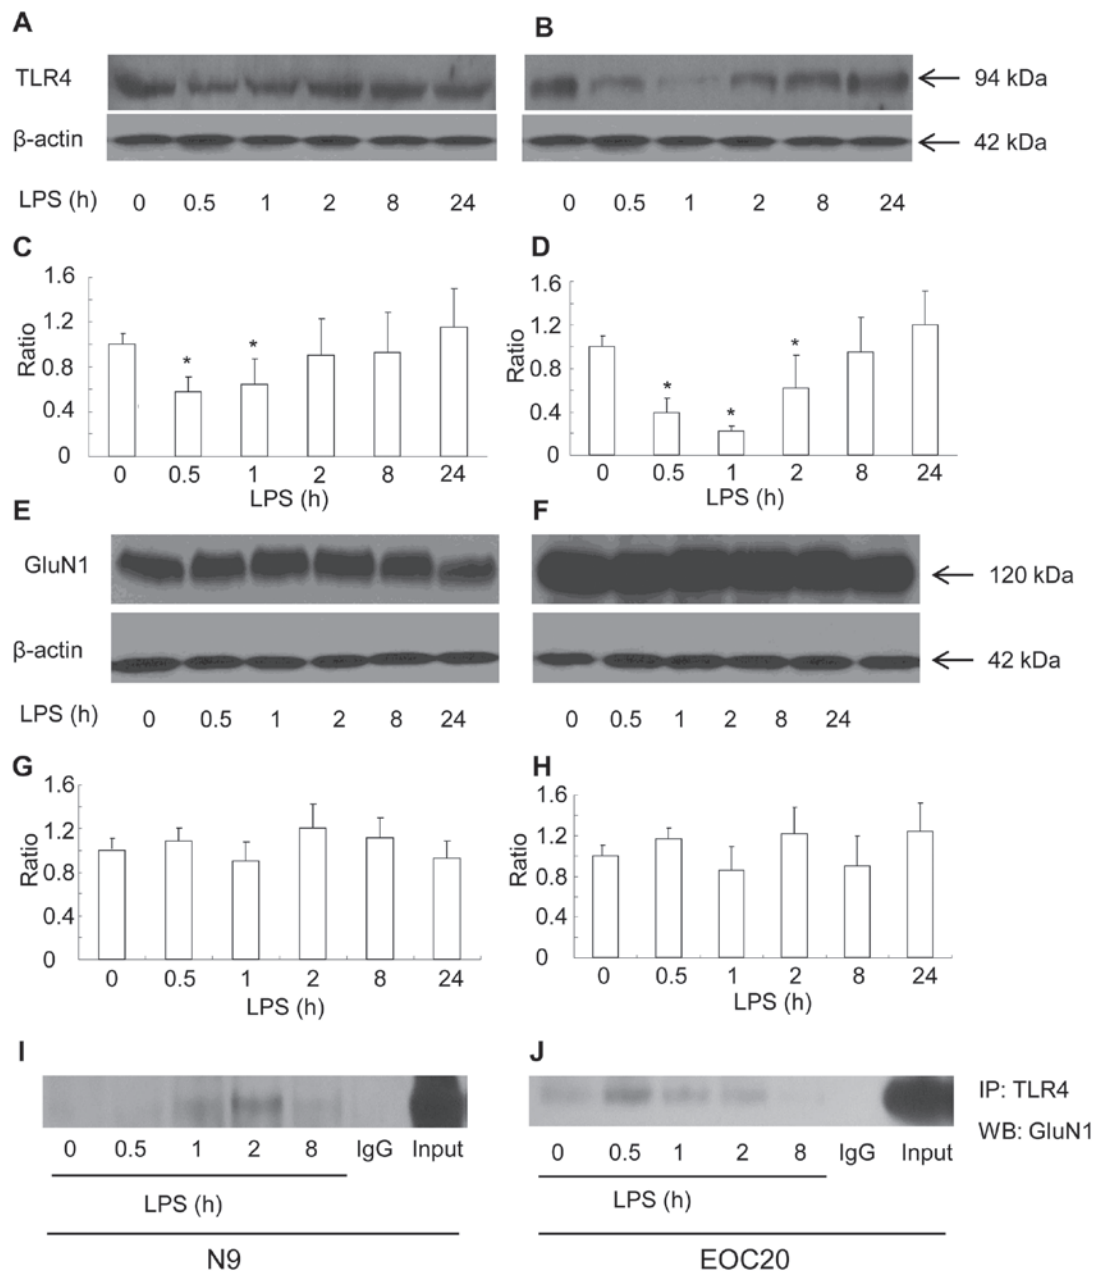 A
B
TLR4
94 kDa
β-actin
42 kDa
LPS (h) 0 0.5 1 2 8 24
0 0.5 1 2 8 24
C
1.6
1.2
0.8
0.4
0
Ratio
* *
0 0.5 1 2 8 24
LPS (h)
D
1.6
1.2
0.8
0.4
0
Ratio
* * *
0 0.5 1 2 8 24
LPS (h)
E
F
GluN1
120 kDa
β-actin
42 kDa
LPS (h) 0 0.5 1 2 8 24
0 0.5 1 2 8 24
G
1.6
1.2
0.8
0.4
0
Ratio
0 0.5 1 2 8 24
LPS (h)
H
1.6
1.2
0.8
0.4
0
Ratio
0 0.5 1 2 8 24
LPS (h)
I
0 0.5 1 2 8 IgG Input
LPS (h)
N9
J
IP: TLR4
WB: GluN1
0 0.5 1 2 8 IgG Input
LPS (h)
EOC20